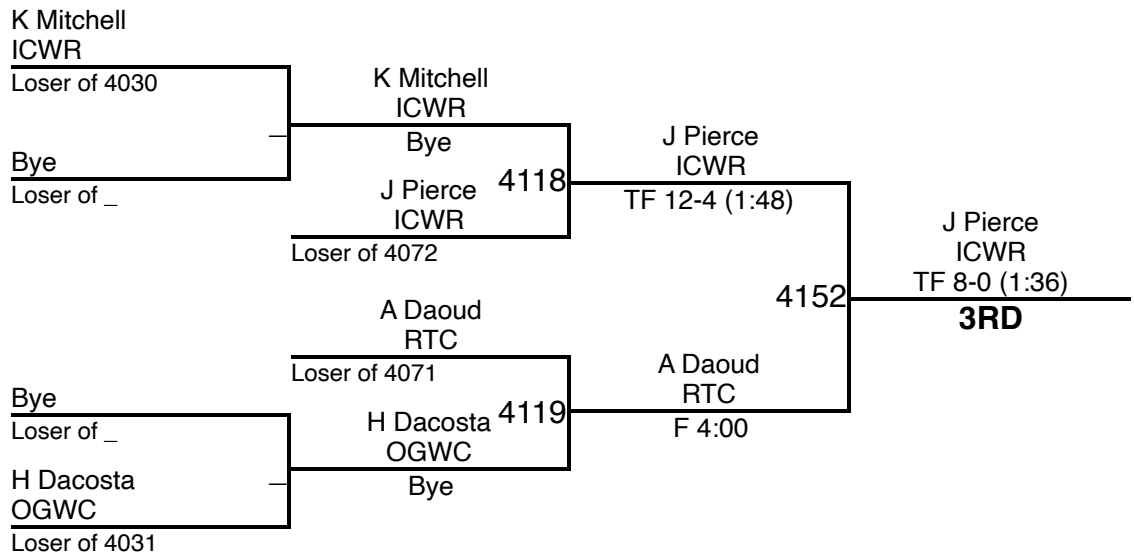 K Mitchell
ICWR
Loser of 4030
_
Bye
Loser of _
K Mitchell
ICWR
Bye
4118
J Pierce
ICWR
Loser of 4072
J Pierce
ICWR
TF 12-4 (1:48)
4152
J Pierce
ICWR
TF 8-0 (1:36)
3RD
A Daoud
RTC
Loser of 4071
4119
A Daoud
RTC
F 4:00
Bye
Loser of _
_
H Dacosta
OGWC
Loser of 4031
H Dacosta
OGWC
Bye